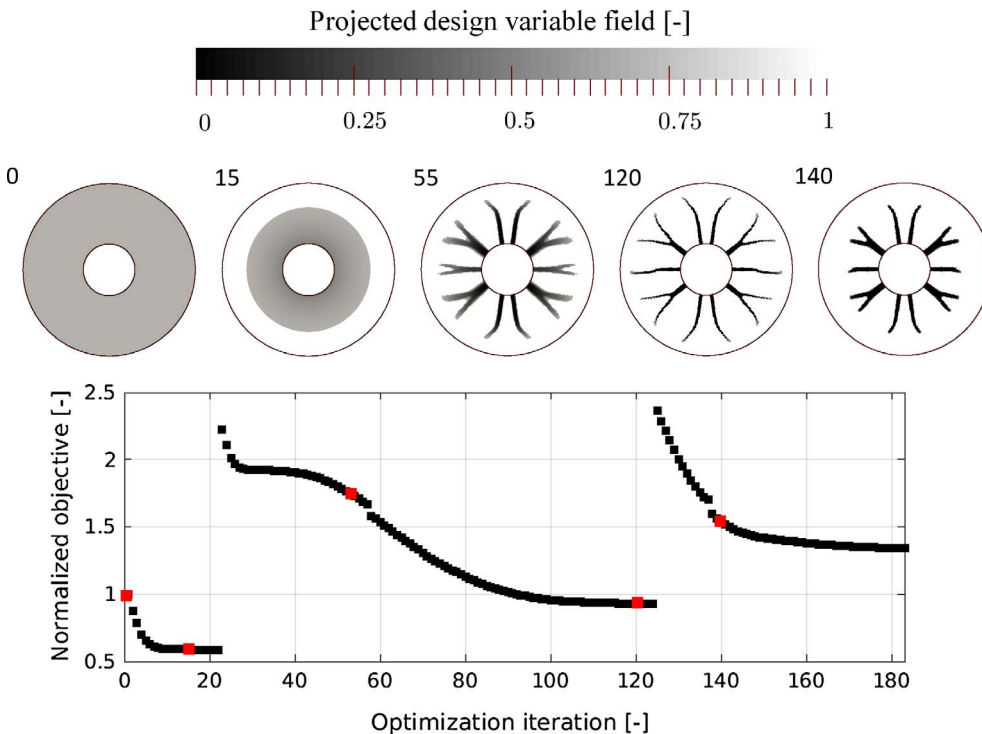 Projected design variable field [-]
0 0.25 0.5 0.75 1
0 15 55 120 140
2.5
2
1.5
1
0.5
Normalized objective [-]
0 20 40 60 80 100 120 140 160 180
Optimization iteration [-]